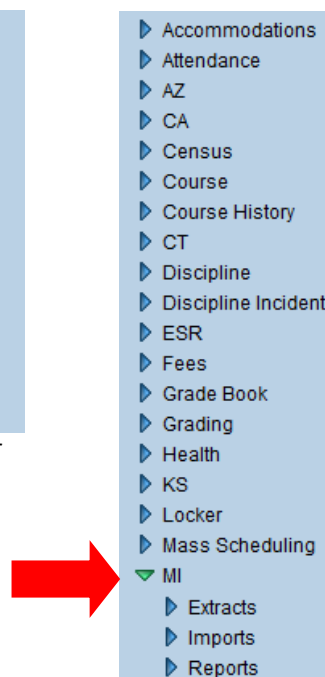 Accommodations
Attendance
AZ
CA
Census
Course
Course History
CT
Discipline
Discipline Incident
ESR
Fees
Grade Book
Grading
Health
KS
Locker
Mass Scheduling
MI
Extracts
Imports
Reports